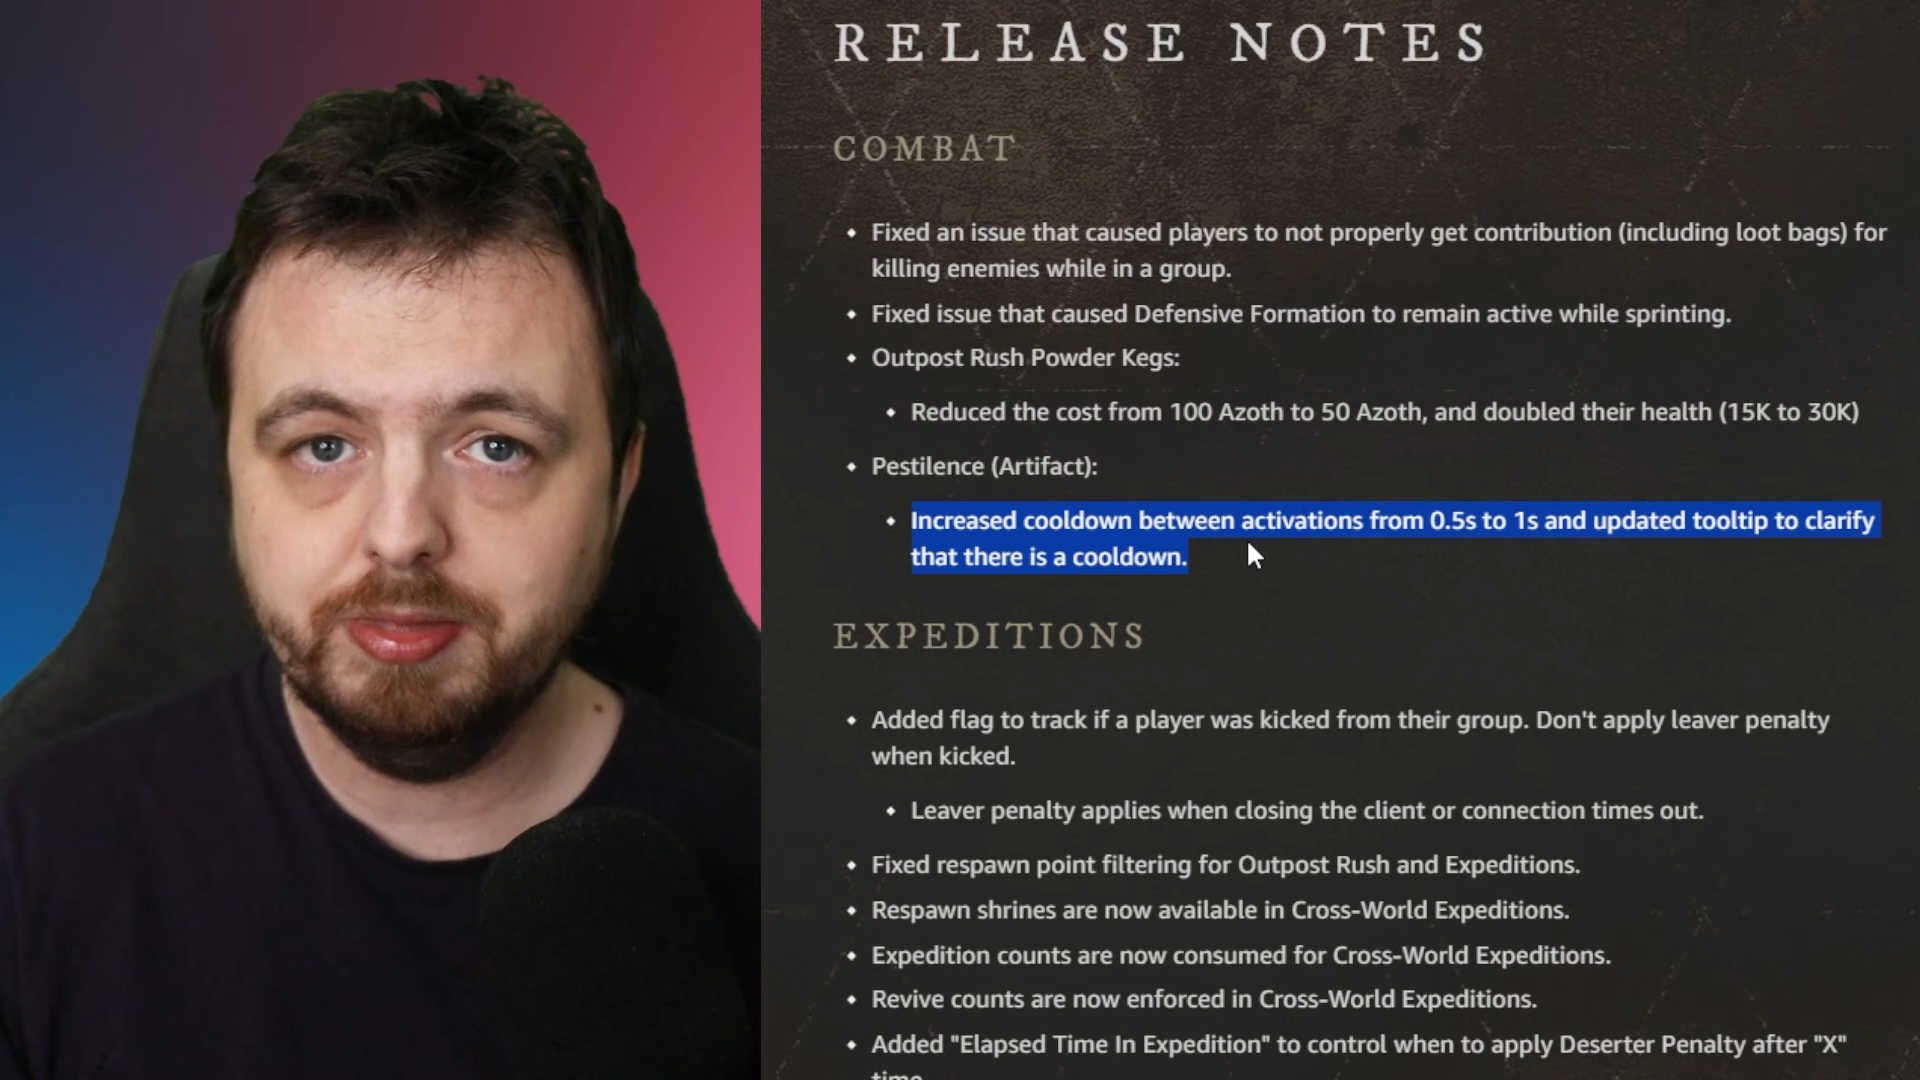 RELEASE NOTES
COMBAT
Fixed an issue that caused players to not properly get contribution (including loot bags) for
killing enemies while in a group.
Fixed issue that caused Defensive Formation to remain active while sprinting.
Outpost Rush Powder Kegs:
Reduced the cost from 100 Azoth to 50 Azoth, and doubled their health (15K to 30K)
Pestilence (Artifact):
Increased cooldown between activations from 0.5s to 1s and updated tooltip to clarify
that there is a cooldown.
EXPEDITIONS
Added flag to track if a player was kicked from their group. Don't apply leaver penalty
when kicked.
Leaver penalty applies when closing the client or connection times out.
Fixed respawn point filtering for Outpost Rush and Expeditions.
Respawn shrines are now available in Cross-World Expeditions.
Expedition counts are now consumed for Cross-World Expeditions.
Revive counts are now enforced in Cross-World Expeditions.
Added "Elapsed Time In Expedition" to control when to apply Deserter Penalty after "X"